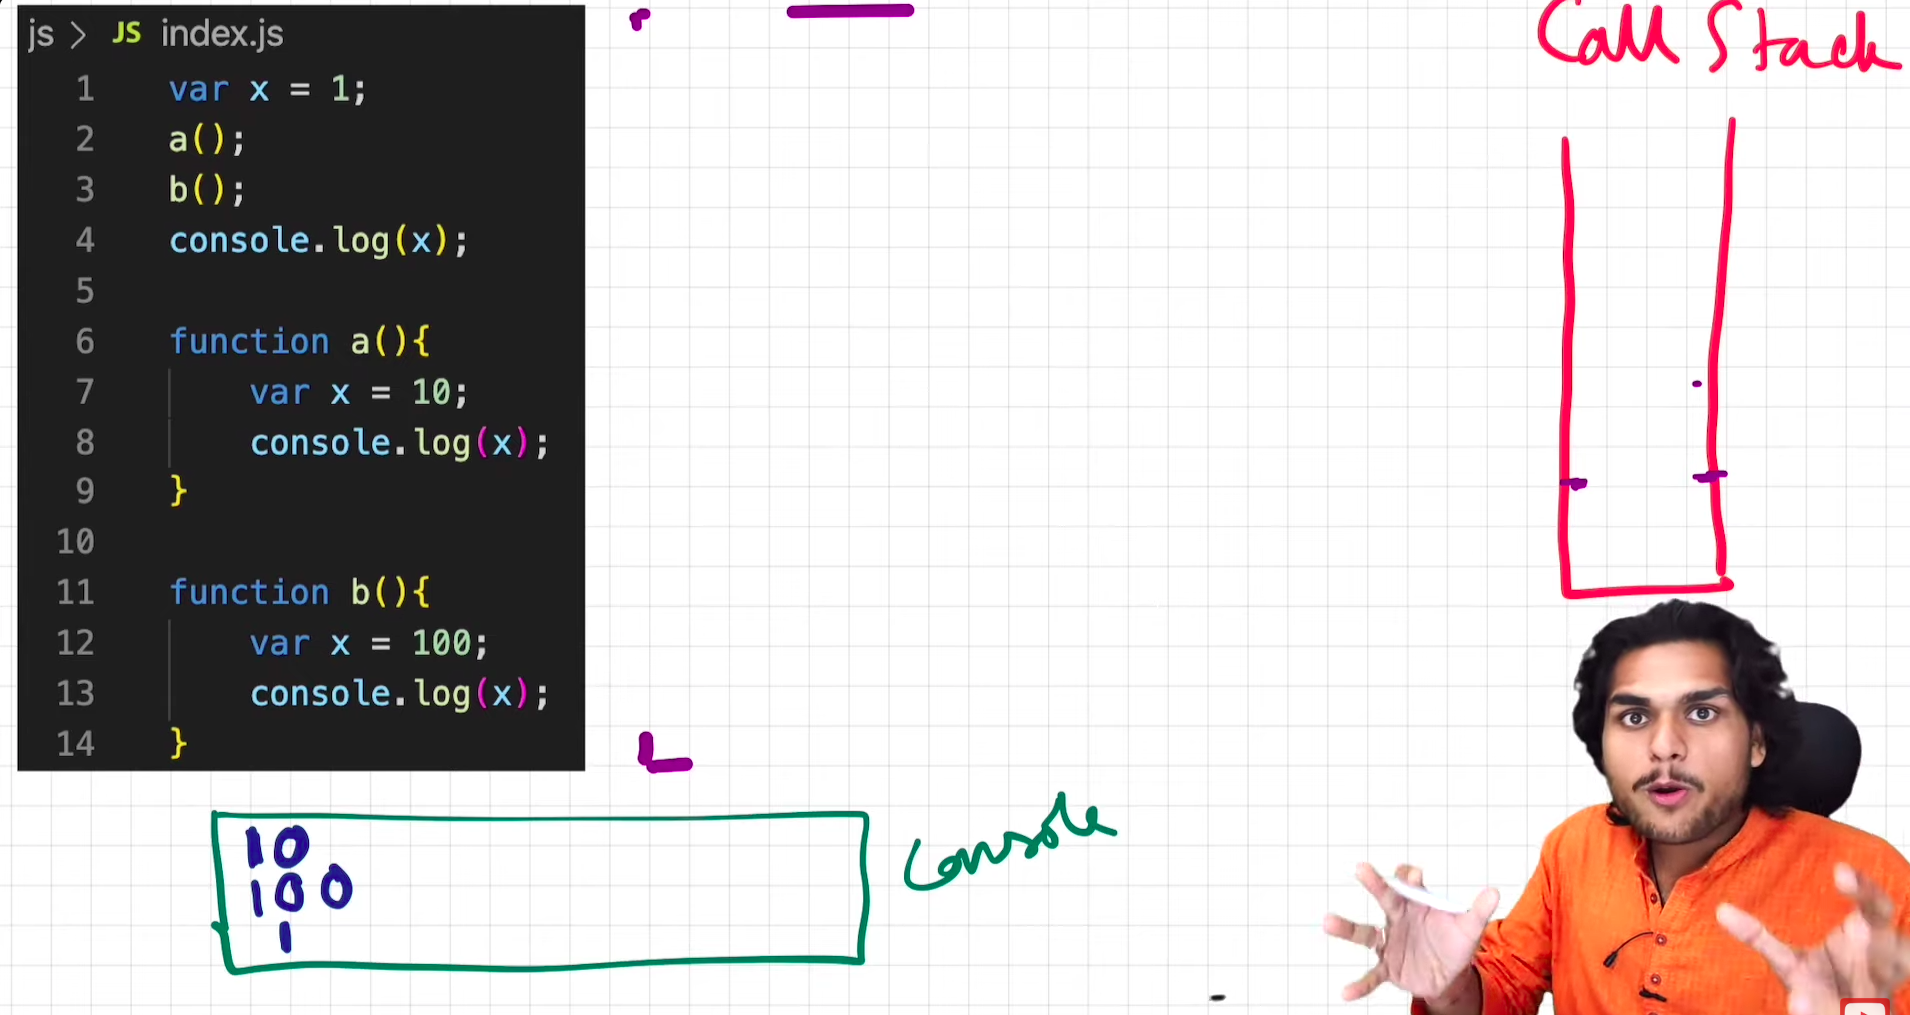 js > JS index.js
1 var x = 1;
2 a();
3 b();
4 console.log(x);
5
6 function a(){
7 var x = 10;
8 console.log(x);
9 }
10
11 function b(){
12 var x = 100;
13 console.log(x);
14 }
Call Stack
10
100
1
Console